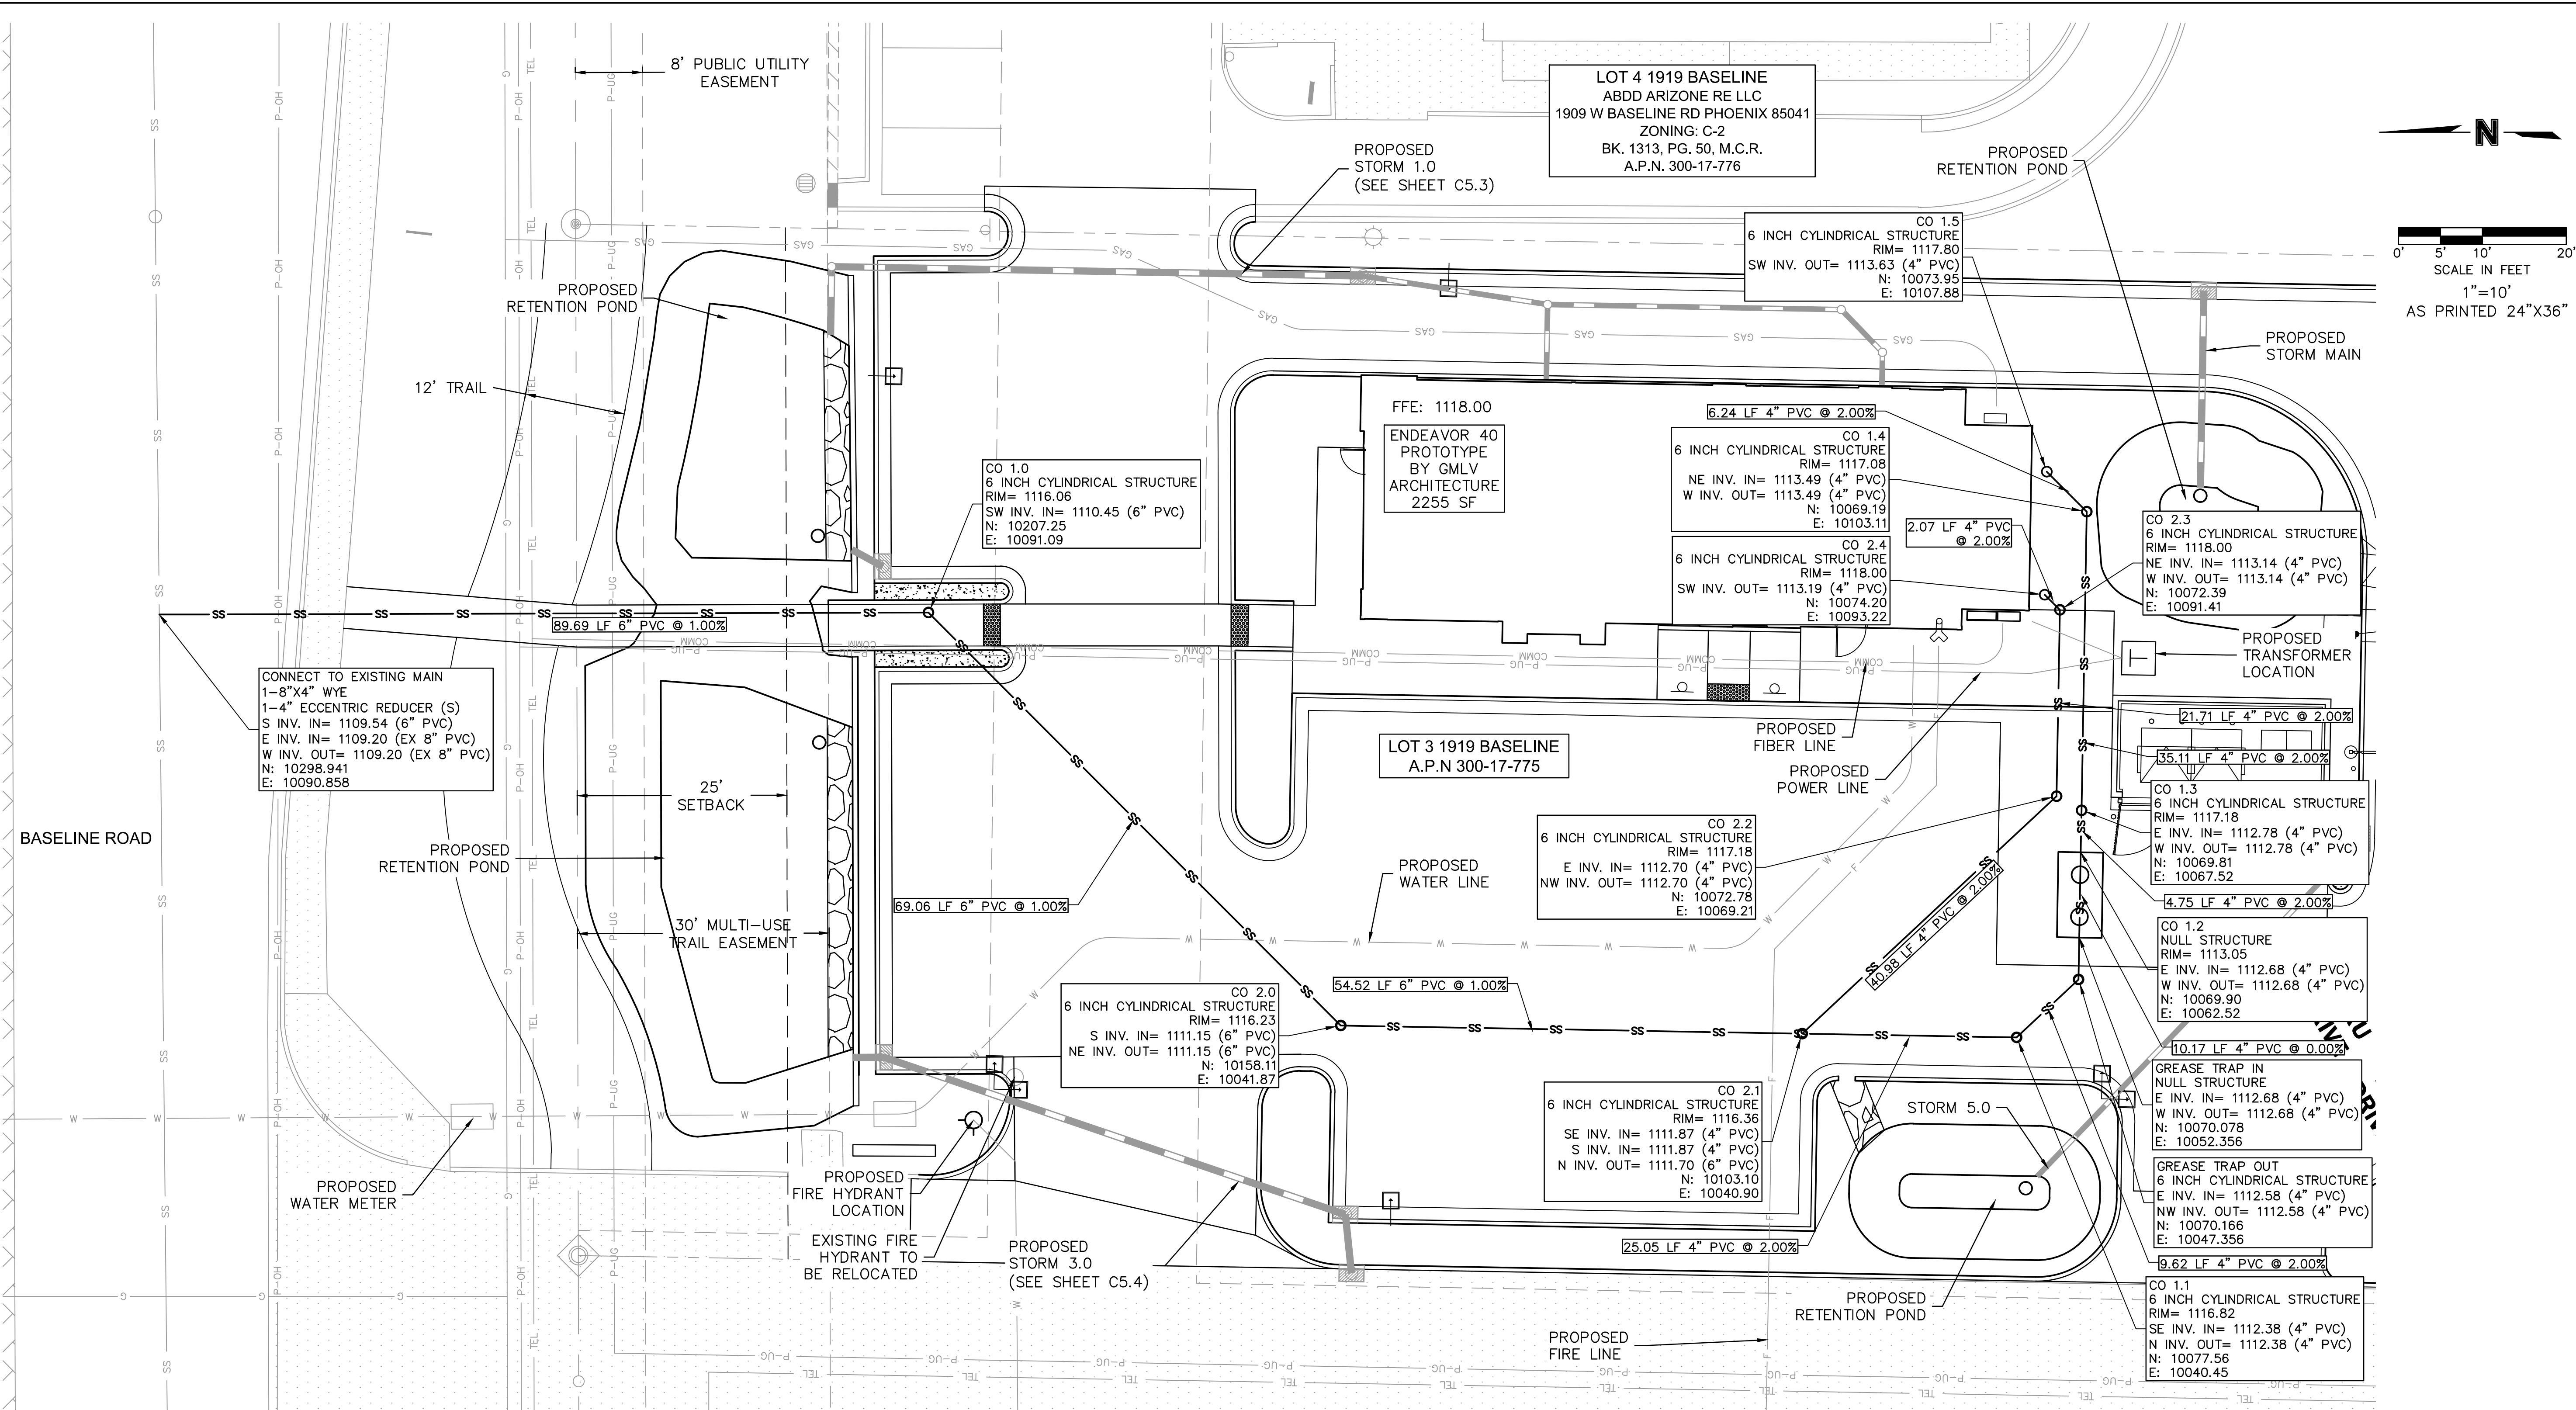 8' PUBLIC UTILITY
EASEMENT
LOT 4 1919 BASELINE
ABDD ARIZONE RE LLC
1909 W BASELINE RD PHOENIX 85041
ZONING: C-2
BK. 1313, PG. 50, M.C.R.
A.P.N. 300-17-776
N
0'
5'
10'
20'
SCALE IN FEET
1"=10'
AS PRINTED 24"X36"
PROPOSED
STORM 1.0
(SEE SHEET C5.3)
PROPOSED
RETENTION POND
CO 1.5
6 INCH CYLINDRICAL STRUCTURE
RIM= 1117.80
SW INV. OUT= 1113.63 (4" PVC)
N: 10073.95
E: 10107.88
PROPOSED
RETENTION POND
PROPOSED
STORM MAIN
12' TRAIL
FFE: 1118.00
ENDEAVOR 40
PROTOTYPE
BY GMLV
ARCHITECTURE
2255 SF
6.24 LF 4" PVC @ 2.00%
CO 1.4
6 INCH CYLINDRICAL STRUCTURE
RIM= 1117.08
NE INV. IN= 1113.49 (4" PVC)
W INV. OUT= 1113.49 (4" PVC)
N: 10069.19
E: 10103.11
CO 1.0
6 INCH CYLINDRICAL STRUCTURE
RIM= 1116.06
SW INV. IN= 1110.45 (6" PVC)
N: 10207.25
E: 10091.09
2.07 LF 4" PVC
@ 2.00%
CO 2.4
6 INCH CYLINDRICAL STRUCTURE
RIM= 1118.00
SW INV. OUT= 1113.19 (4" PVC)
N: 10074.20
E: 10093.22
CO 2.3
6 INCH CYLINDRICAL STRUCTURE
RIM= 1118.00
NE INV. IN= 1113.14 (4" PVC)
W INV. OUT= 1113.14 (4" PVC)
N: 10072.39
E: 10091.41
89.69 LF 6" PVC @ 1.00%
PROPOSED
TRANSFORMER
LOCATION
CONNECT TO EXISTING MAIN
1-8"X4" WYE
1-4" ECCENTRIC REDUCER (S)
S INV. IN= 1109.54 (6" PVC)
E INV. IN= 1109.20 (EX 8" PVC)
W INV. OUT= 1109.20 (EX 8" PVC)
N: 10298.941
E: 10090.858
21.71 LF 4" PVC @ 2.00%
PROPOSED
FIBER LINE
LOT 3 1919 BASELINE
A.P.N 300-17-775
35.11 LF 4" PVC @ 2.00%
PROPOSED
POWER LINE
25'
SETBACK
BASELINE ROAD
PROPOSED
RETENTION POND
CO 1.3
6 INCH CYLINDRICAL STRUCTURE
RIM= 1117.18
E INV. IN= 1112.78 (4" PVC)
W INV. OUT= 1112.78 (4" PVC)
N: 10069.81
E: 10067.52
CO 2.2
6 INCH CYLINDRICAL STRUCTURE
RIM= 1117.18
E INV. IN= 1112.70 (4" PVC)
NW INV. OUT= 1112.70 (4" PVC)
N: 10072.78
E: 10069.21
PROPOSED
WATER LINE
69.06 LF 6" PVC @ 1.00%
40.98 LF 4" PVC @ 2.00%
4.75 LF 4" PVC @ 2.00%
30' MULTI-USE
TRAIL EASEMENT
CO 1.2
NULL STRUCTURE
RIM= 1113.05
E INV. IN= 1112.68 (4" PVC)
W INV. OUT= 1112.68 (4" PVC)
N: 10069.90
E: 10062.52
54.52 LF 6" PVC @ 1.00%
CO 2.0
6 INCH CYLINDRICAL STRUCTURE
RIM= 1116.23
S INV. IN= 1111.15 (6" PVC)
NE INV. OUT= 1111.15 (6" PVC)
N: 10158.11
E: 10041.87
10.17 LF 4" PVC @ 0.00%
GREASE TRAP IN
NULL STRUCTURE
E INV. IN= 1112.68 (4" PVC)
W INV. OUT= 1112.68 (4" PVC)
N: 10070.078
E: 10052.356
CO 2.1
6 INCH CYLINDRICAL STRUCTURE
RIM= 1116.36
SE INV. IN= 1111.87 (4" PVC)
S INV. IN= 1111.87 (4" PVC)
N INV. OUT= 1111.70 (6" PVC)
N: 10103.10
E: 10040.90
STORM 5.0
PROPOSED
WATER METER
PROPOSED
FIRE HYDRANT
LOCATION
EXISTING FIRE
HYDRANT TO
BE RELOCATED
PROPOSED
STORM 3.0
(SEE SHEET C5.4)
GREASE TRAP OUT
6 INCH CYLINDRICAL STRUCTURE
E INV. IN= 1112.58 (4" PVC)
NW INV. OUT= 1112.58 (4" PVC)
N: 10070.166
E: 10047.356
25.05 LF 4" PVC @ 2.00%
9.62 LF 4" PVC @ 2.00%
PROPOSED
RETENTION POND
PROPOSED
FIRE LINE
CO 1.1
6 INCH CYLINDRICAL STRUCTURE
RIM= 1116.82
SE INV. IN= 1112.38 (4" PVC)
N INV. OUT= 1112.38 (4" PVC)
N: 10077.56
E: 10040.45